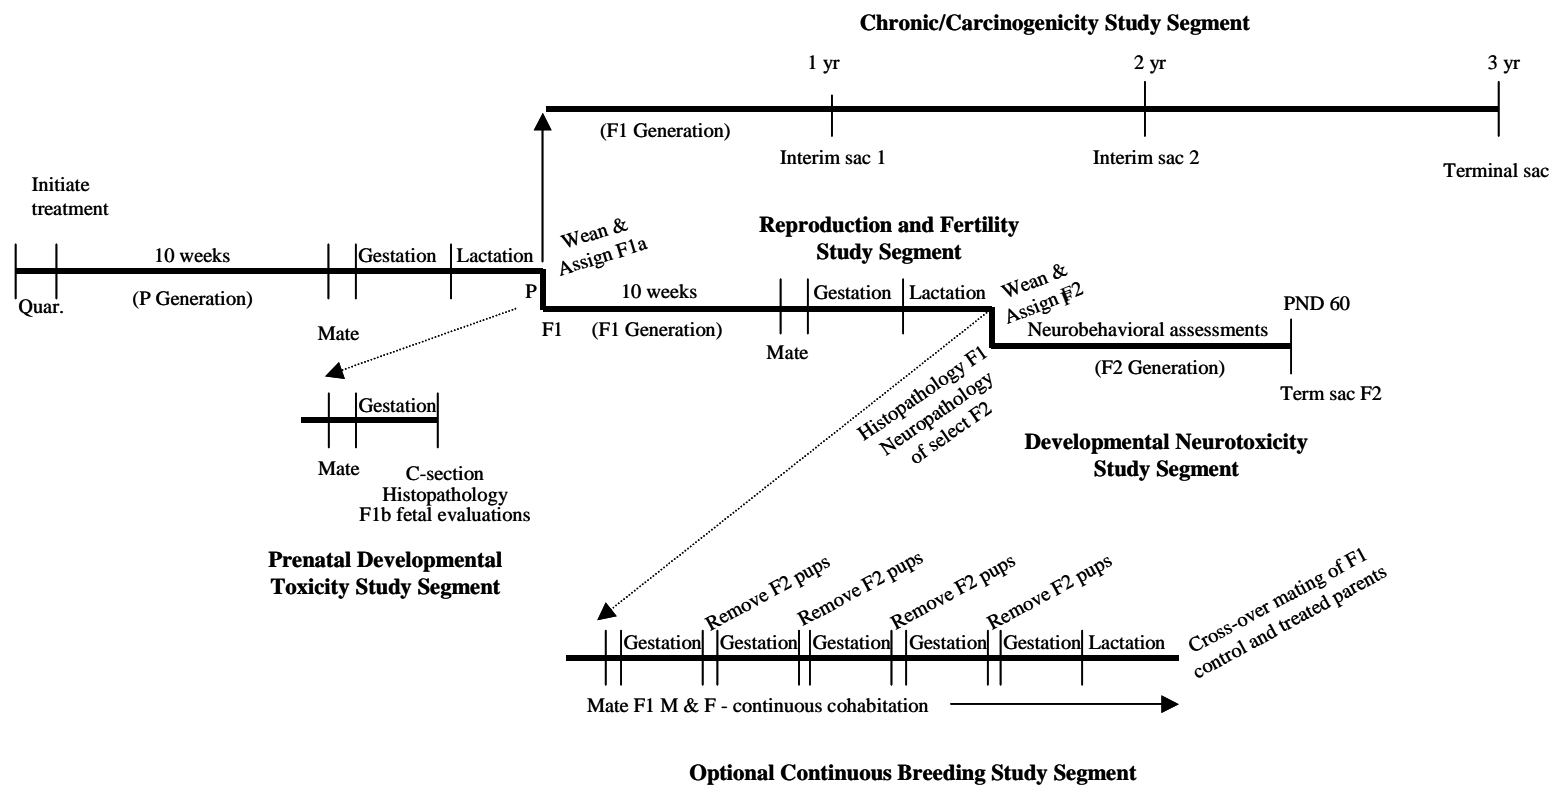 Chronic/Carcinogenicity Study Segment
1 yr
2 yr
3 yr
(F1 Generation)
Interim sac 1
Interim sac 2
Terminal sac
Initiate
treatment
10 weeks
Gestation
Lactation
Wean &
Assign F1a
Quar.
(P Generation)
Mate
P
F1
Reproduction and Fertility
Study Segment
10 weeks
(F1 Generation)
Mate
Gestation
Lactation
Wean &
Assign F2
Neurobehavioral assessments
(F2 Generation)
PND 60
Term sac F2
Histopathology F1
Neuropathology
of select F2
Developmental Neurotoxicity
Study Segment
Gestation
Mate
C-section
Histopathology
F1b fetal evaluations
Prenatal Developmental
Toxicity Study Segment
Remove F2 pups
Remove F2 pups
Remove F2 pups
Remove F2 pups
Gestation
Gestation
Gestation
Gestation
Gestation
Lactation
Cross-over mating of F1
control and treated parents
Mate F1 M & F - continuous cohabitation
Optional Continuous Breeding Study Segment